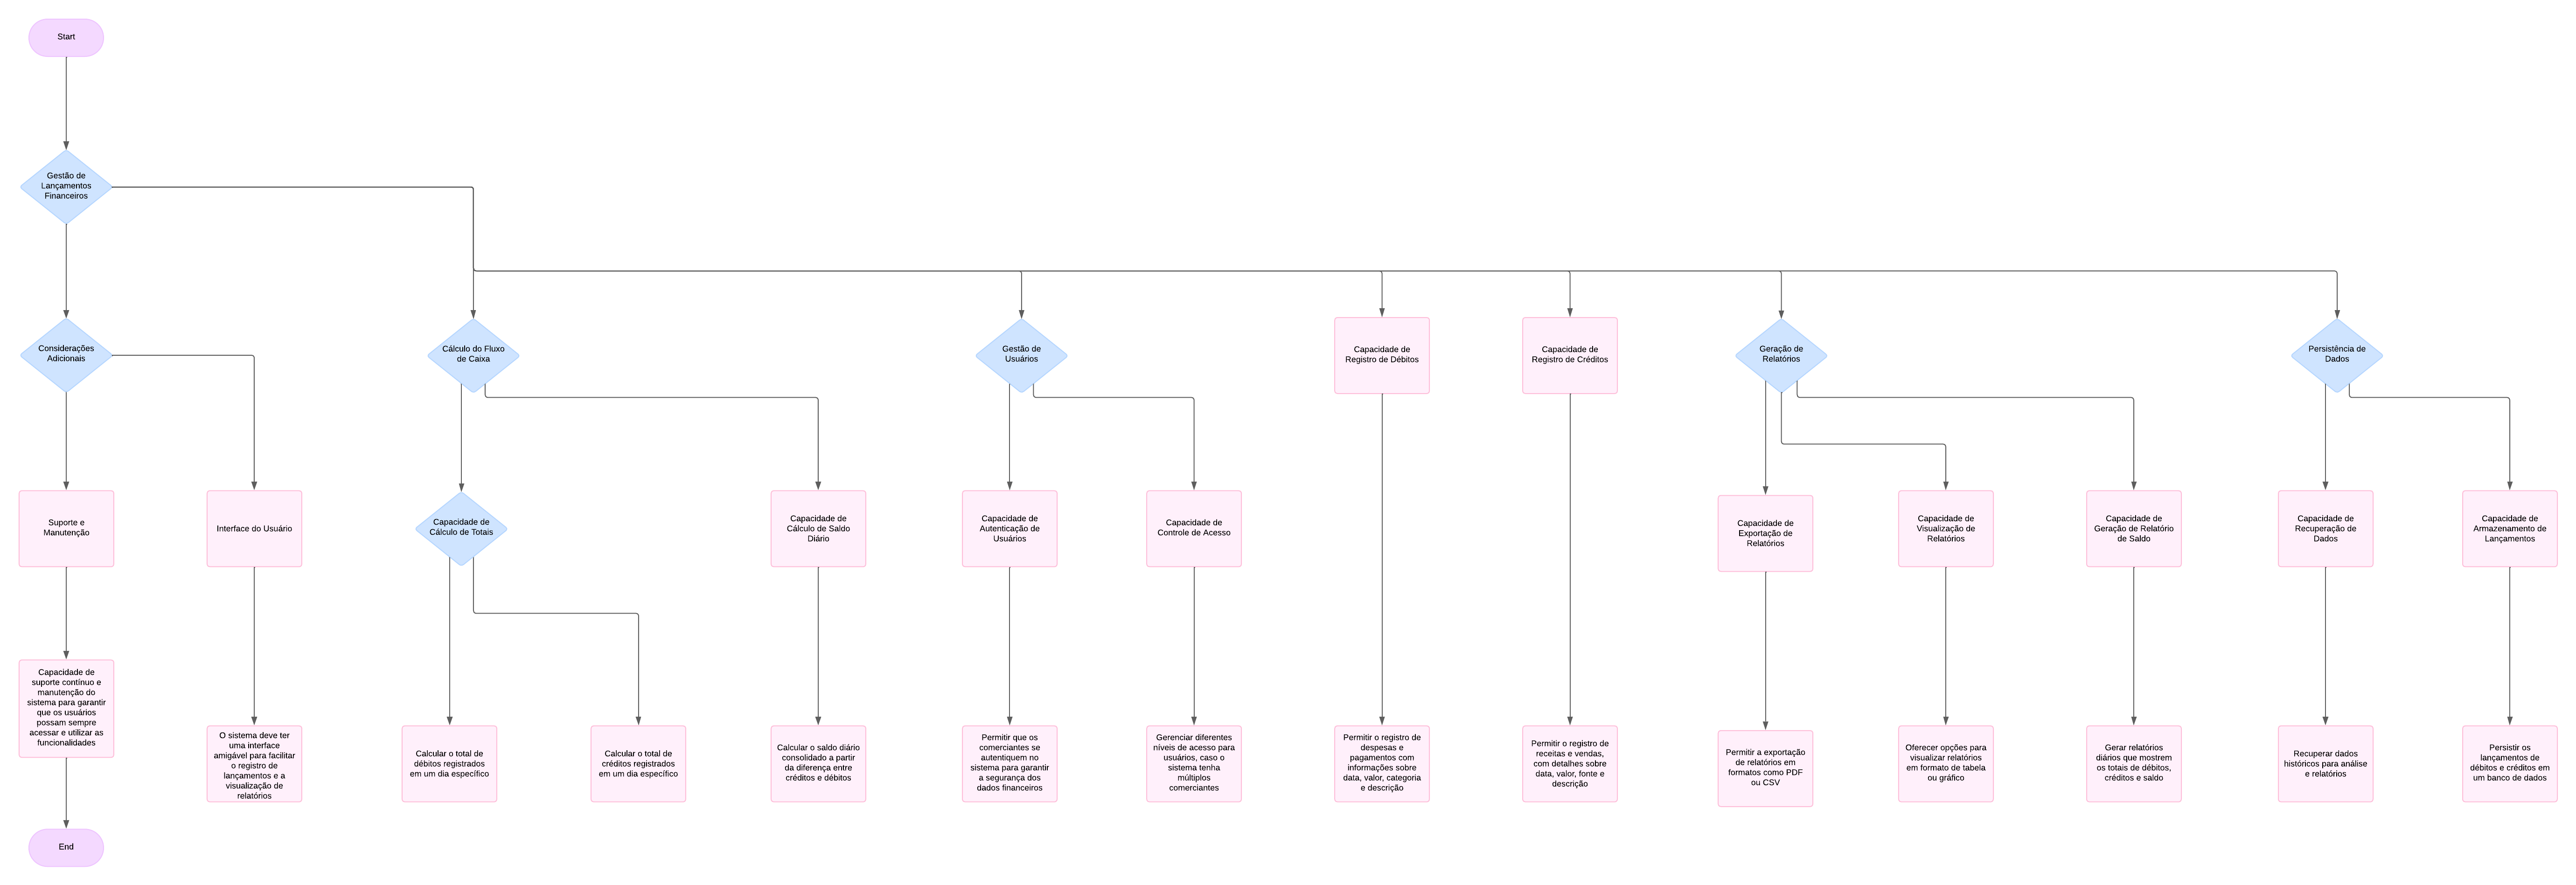 Start
Gestão de
Lançamentos
Financeiros
Considerações
Adicionais
Cálculo do Fluxo
de Caixa
Gestão de
Usuários
Capacidade de
Registro de Débitos
Capacidade de
Registro de Créditos
Geração de
Relatórios
Persistência de
Dados
Suporte e
Manutenção
Interface do Usuário
Capacidade de
Cálculo de Totais
Capacidade de
Cálculo de Saldo
Diário
Capacidade de
Autenticação de
Usuários
Capacidade de
Controle de Acesso
Capacidade de
Exportação de
Relatórios
Capacidade de
Visualização de
Relatórios
Capacidade de
Geração de Relatório
de Saldo
Capacidade de
Recuperação de
Dados
Capacidade de
Armazenamento de
Lançamentos
Capacidade de
suporte contínuo e
manutenção do
sistema para garantir
que os usuários
possam sempre
acessar e utilizar as
funcionalidades
O sistema deve ter
uma interface
amigável para facilitar
o registro de
lançamentos e a
visualização de
relatórios
Calcular o total de
débitos registrados
em um dia específico
Calcular o total de
créditos registrados
em um dia específico
Calcular o saldo diário
consolidado a partir
da diferença entre
créditos e débitos
Permitir que os
comerciantes se
autentiquem no
sistema para garantir
a segurança dos
dados financeiros
Gerenciar diferentes
níveis de acesso para
usuários, caso o
sistema tenha
múltiplos
comerciantes
Permitir o registro de
despesas e
pagamentos com
informações sobre
data, valor, categoria
e descrição
Permitir o registro de
receitas e vendas,
com detalhes sobre
data, valor, fonte e
descrição
Permitir a exportação
de relatórios em
formatos como PDF
ou CSV
Oferecer opções para
visualizar relatórios
em formato de tabela
ou gráfico
Gerar relatórios
diários que mostrem
os totais de débitos,
créditos e saldo
Recuperar dados
históricos para análise
e relatórios
Persistir os
lançamentos de
débitos e créditos em
um banco de dados
End